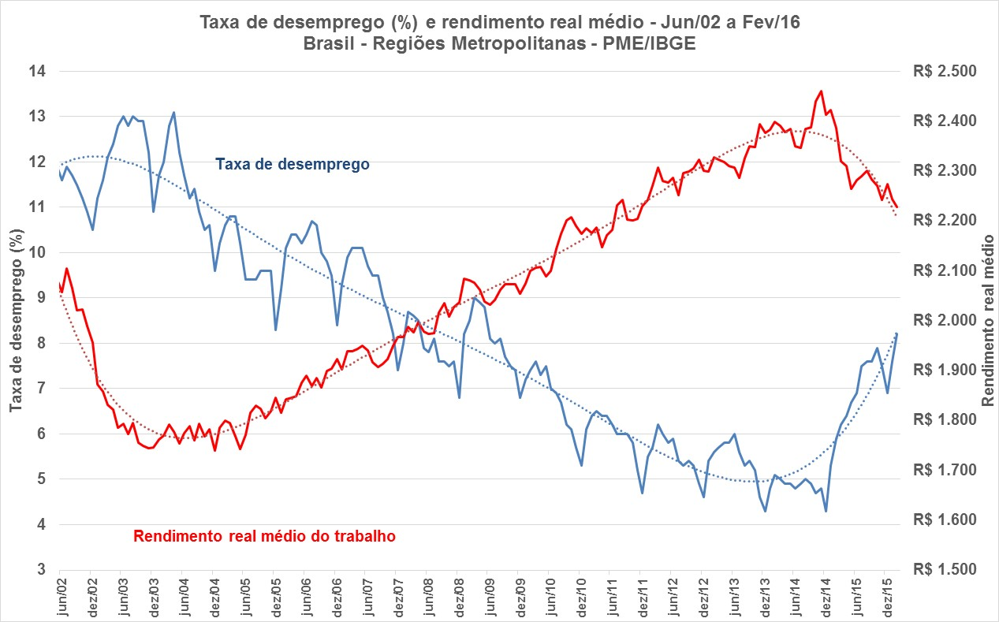 Taxa de desemprego (%) e rendimento real médio - Jun/02 a Fev/16
Brasil - Regiões Metropolitanas - PME/IBGE
Taxa de desemprego (%)
14
13
12
11
10
9
8
7
6
5
4
3
Taxa de desemprego
Rendimento real médio do trabalho
R$ 2.500
R$ 2.400
R$ 2.300
R$ 2.200
R$ 2.100
R$ 2.000
R$ 1.900
R$ 1.800
R$ 1.700
R$ 1.600
R$ 1.500
Rendimento real médio
jun/02
dez/02
jun/03
dez/03
jun/04
dez/04
jun/05
dez/05
jun/06
dez/06
jun/07
dez/07
jun/08
dez/08
jun/09
dez/09
jun/10
dez/10
jun/11
dez/11
jun/12
dez/12
jun/13
dez/13
jun/14
dez/14
jun/15
dez/15